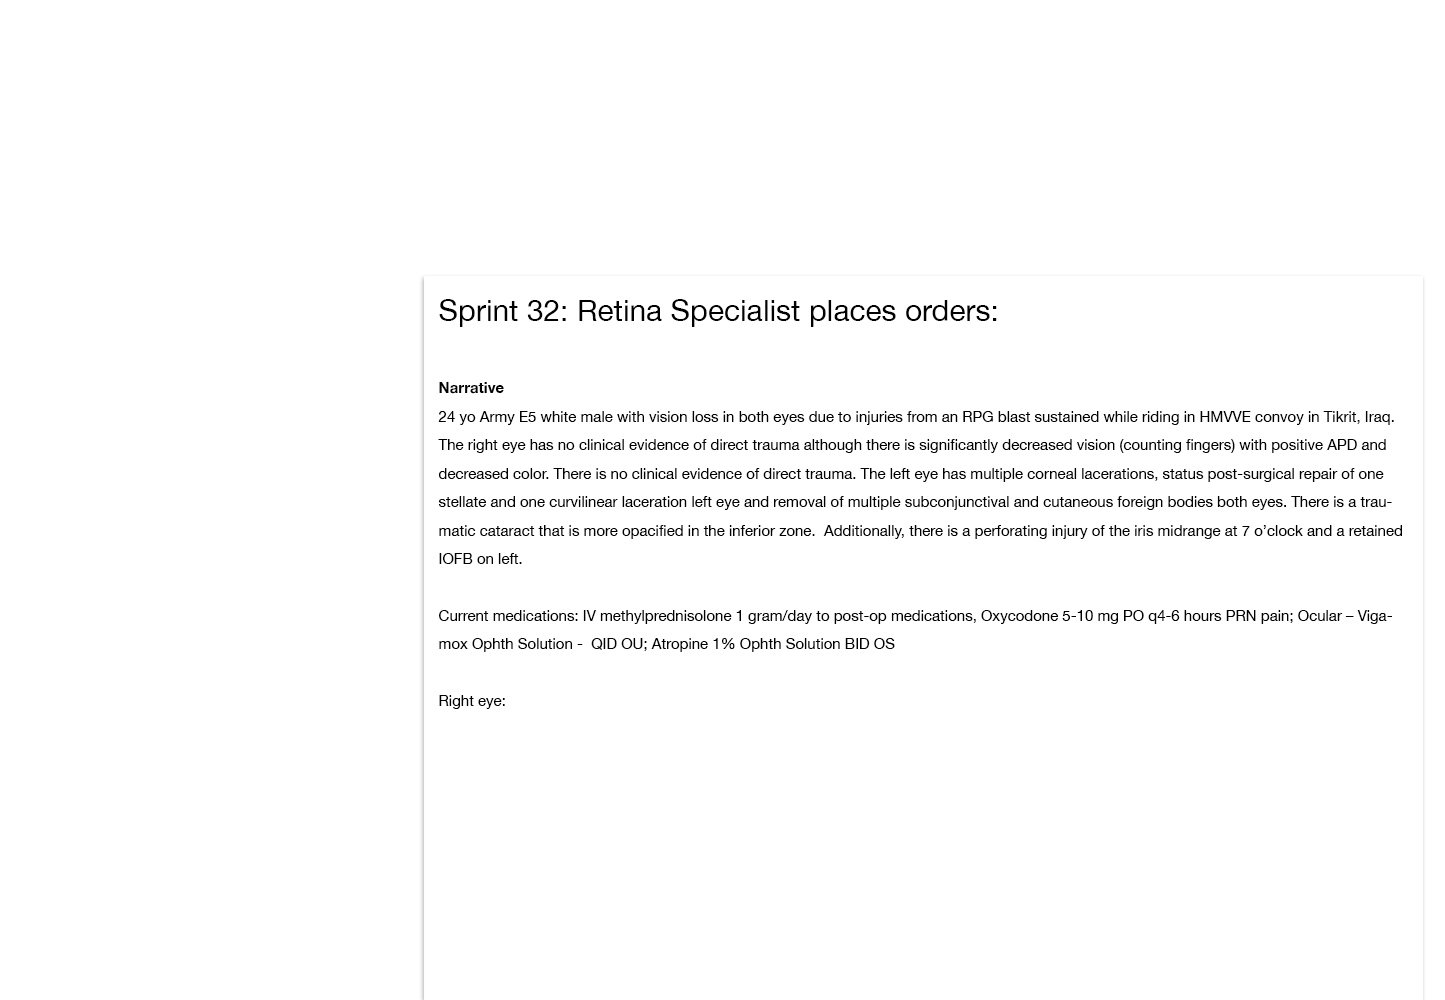 Sprint 32: Retina Specialist places orders:
Narrative
24 yo Army E5 white male with vision loss in both eyes due to injuries from an RPG blast sustained while riding in HMVVE convoy in Tikrit, Iraq.
The right eye has no clinical evidence of direct trauma although there is significantly decreased vision (counting fingers) with positive APD and
decreased color. There is no clinical evidence of direct trauma. The left eye has multiple corneal lacerations, status post-surgical repair of one
stellate and one curvilinear laceration left eye and removal of multiple subconjunctival and cutaneous foreign bodies both eyes. There is a trau-
matic cataract that is more opacified in the inferior zone.  Additionally, there is a perforating injury of the iris midrange at 7 o’clock and a retained
IOFB on left.
Current medications: IV methylprednisolone 1 gram/day to post-op medications, Oxycodone 5-10 mg PO q4-6 hours PRN pain; Ocular – Viga-
mox Ophth Solution -  QID OU; Atropine 1% Ophth Solution BID OS
Right eye: